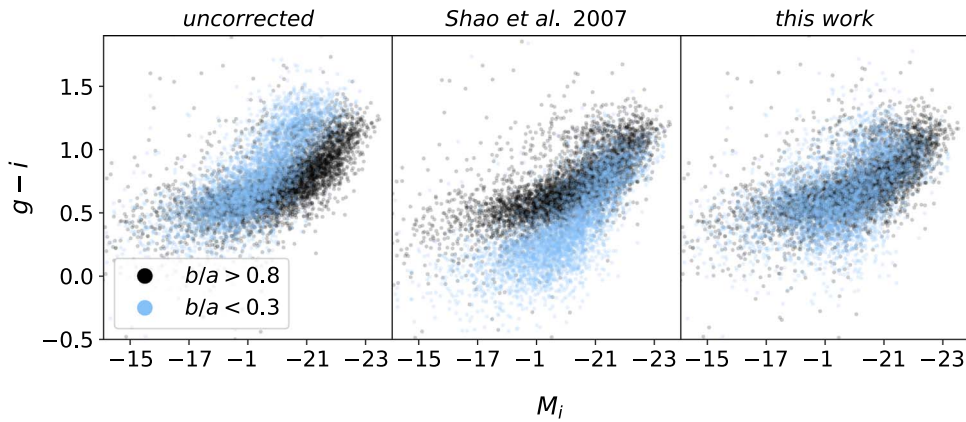 uncorrected Shao et al. 2007 this work
1.5
1.0
0.5
0.0
−0.5
g − i
b/a > 0.8
b/a < 0.3
−15 −17 −1 −21 −23 −15 −17 −1 −21 −23 −15 −17 −1 −21 −23
M_i